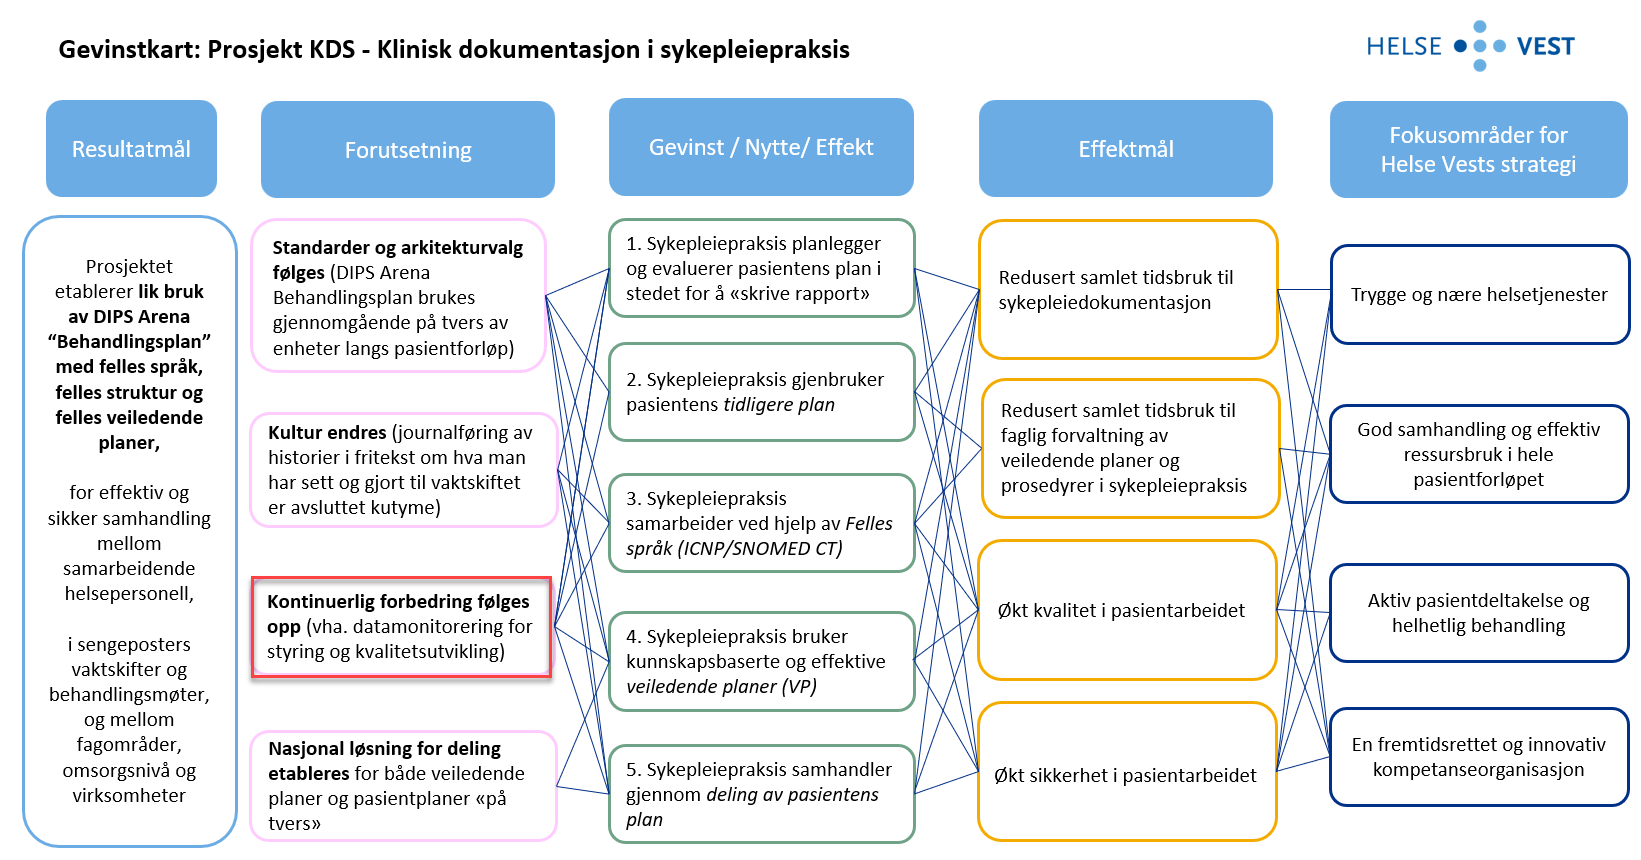 Gevinstkart: Prosjekt KDS - Klinisk dokumentasjon i sykepleiepraksis
HELSE VEST
Resultatmål
Forutsetning
Gevinst / Nytte/ Effekt
Effektmål
Fokusområder for
Helse Vests strategi
Prosjektet
etablerer lik bruk
av DIPS Arena
“Behandlingsplan”
med felles språk,
felles struktur og
felles veiledende
planer,
for effektiv og
sikker samhandling
mellom
samarbeidende
helsepersonell,
i sengeposters
vaktskifter og
behandlingsmøter,
og mellom
fagområder,
omsorgsnivå og
virksomheter
Standarder og arkitekturvalg
følges (DIPS Arena
Behandlingsplan brukes
gjennomgående på tvers av
enheter langs pasientforløp)
Kultur endres (journalføring av
historier i fritekst om hva man
har sett og gjort til vaktskiftet
er avsluttet kutyme)
Kontinuerlig forbedring følges
opp (vha. datamonitorering for
styring og kvalitetsutvikling)
Nasjonal løsning for deling
etableres for både veiledende
planer og pasientplaner «på
tvers»
1. Sykepleiepraksis planlegger
og evaluerer pasientens plan i
stedet for å «skrive rapport»
2. Sykepleiepraksis gjenbruker
pasientens tidligere plan
3. Sykepleiepraksis
samarbeider ved hjelp av Felles
språk (ICNP/SNOMED CT)
4. Sykepleiepraksis bruker
kunnskapsbaserte og effektive
veiledende planer (VP)
5. Sykepleiepraksis samhandler
gjennom deling av pasientens
plan
Redusert samlet tidsbruk til
sykepleiedokumentasjon
Redusert samlet tidsbruk til
faglig forvaltning av
veiledende planer og
prosedyrer i sykepleiepraksis
Økt kvalitet i pasientarbeidet
Økt sikkerhet i pasientarbeidet
Trygge og nære helsetjenester
God samhandling og effektiv
ressursbruk i hele
pasientforløpet
Aktiv pasientdeltakelse og
helhetlig behandling
En fremtidsrettet og innovativ
kompetanseorganisasjon